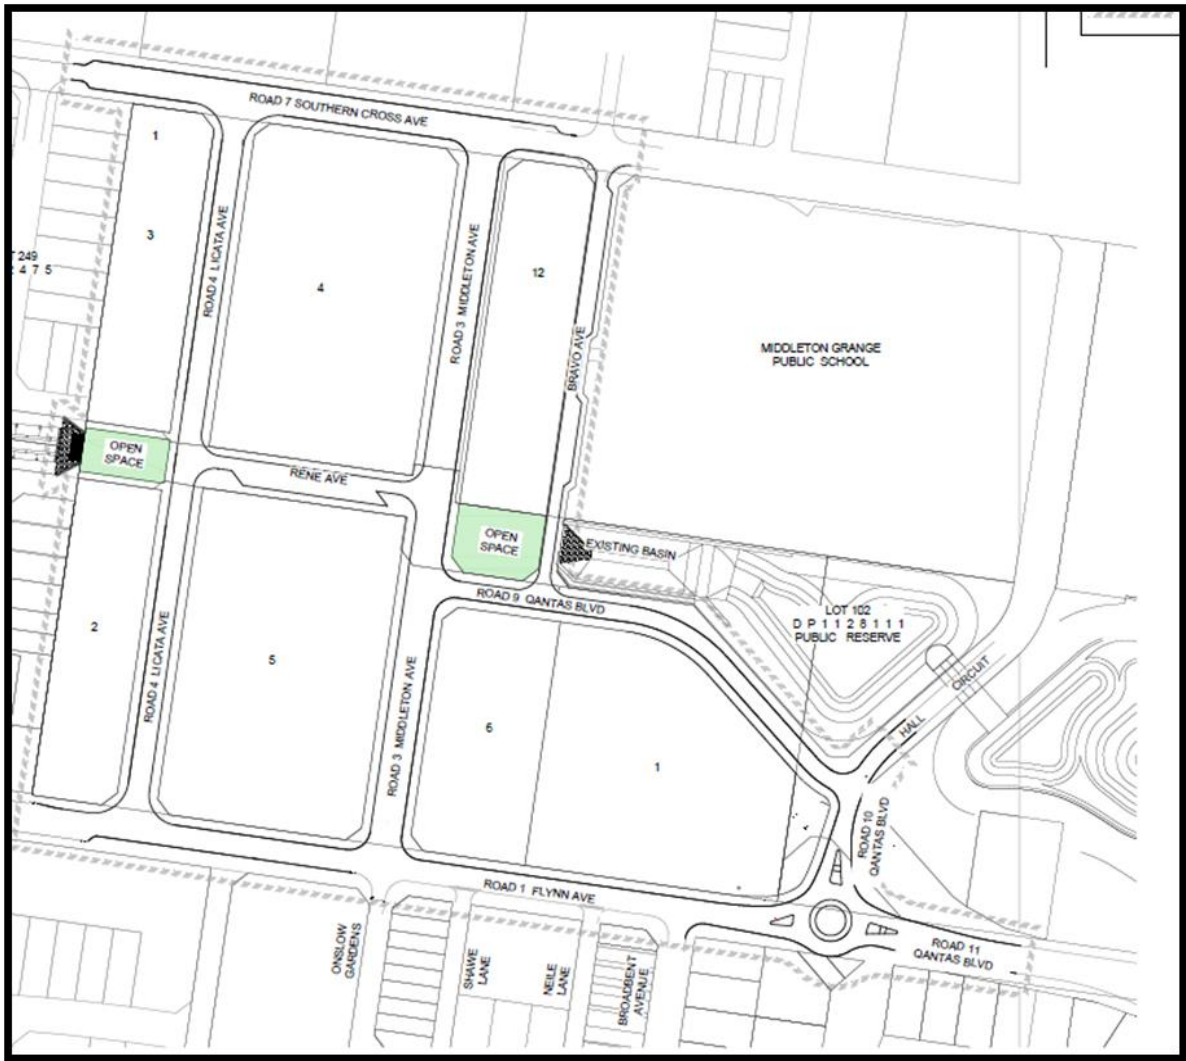 ROAD 7 SOUTHERN CROSS AVE
1
3
ROAD 4 LICATA AVE
4
ROAD 3 MIDDLETON AVE
12
BRAVO AVE
MIDDLETON GRANGE
PUBLIC SCHOOL
249
2 4 7 5
OPEN
SPACE
RENE AVE
OPEN
SPACE
EXISTING BASIN
ROAD 9 QANTAS BLVD
LOT 102
D P 1 1 2 8 1 1 1
PUBLIC RESERVE
2
ROAD 4 LICATA AVE
5
ROAD 3 MIDDLETON AVE
6
1
HALL
CIRCUIT
ROAD 10
QANTAS BLVD
ROAD 1 FLYNN AVE
ROAD 11
QANTAS BLVD
ONSLOW
GARDENS
SHAWE
LANE
NEILE
LANE
BROADBENT
AVENUE